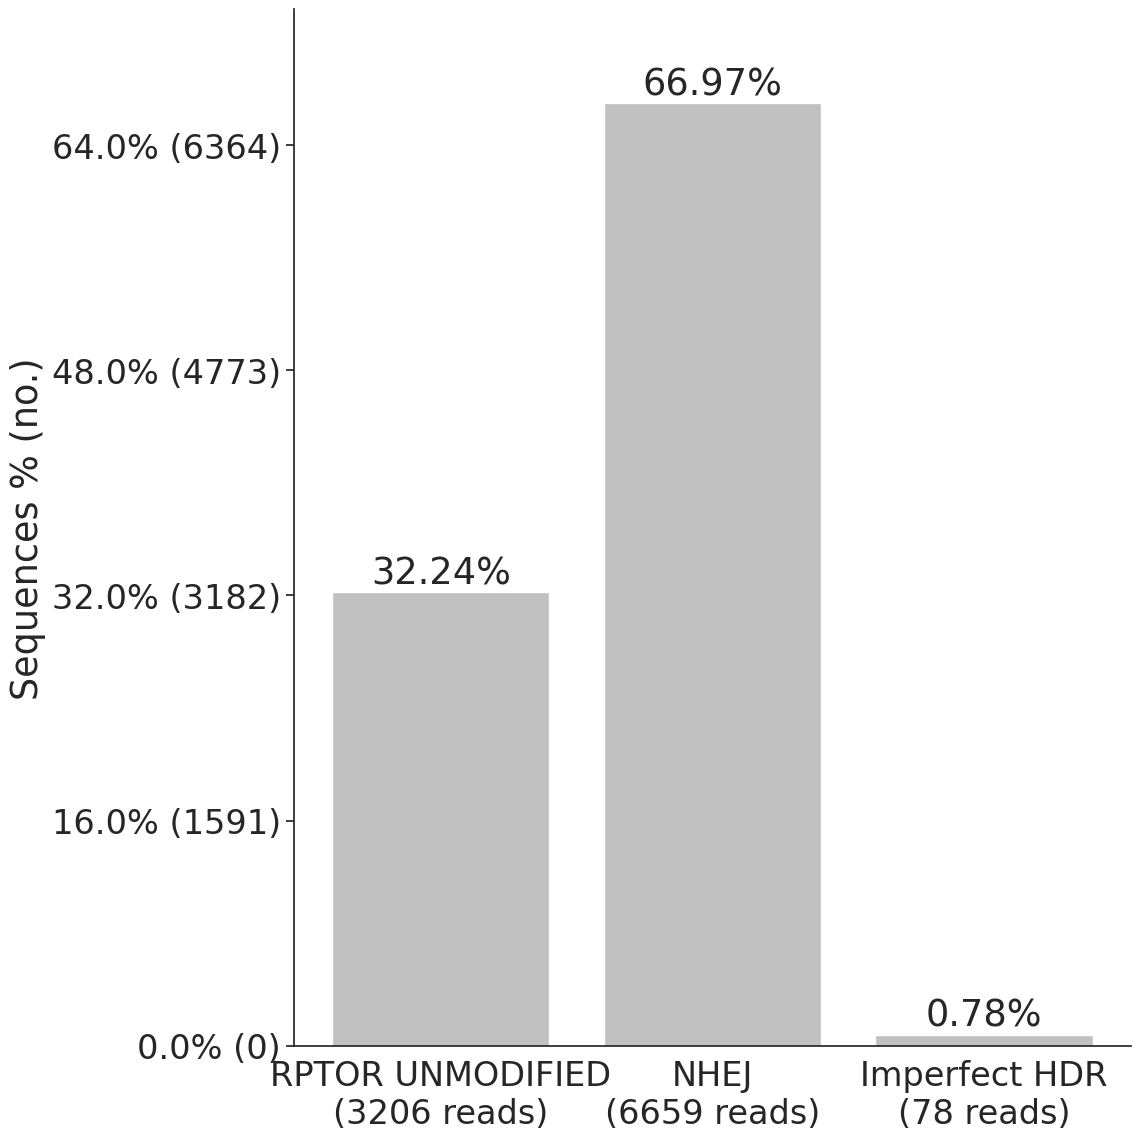 66.97%
64.0% (6364)
48.0% (4773)
Sequences % (no.)
32.24%
32.0% (3182)
16.0% (1591)
0.78%
0.0% (0)
RPTOR UNMODIFIED
(3206 reads)
NHEJ
(6659 reads)
Imperfect HDR
(78 reads)